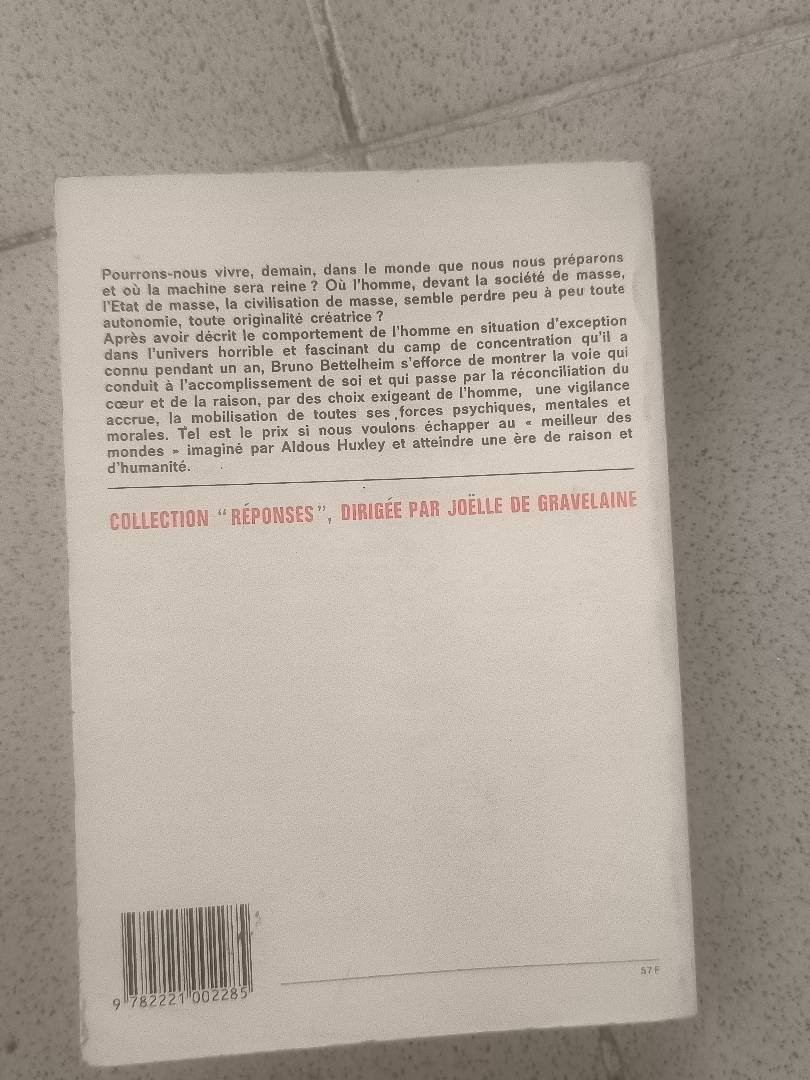 Pourrons-nous vivre, demain, dans le monde que nous nous préparons
et où la machine sera reine ? Où l'homme, devant la société de masse,
l'Etat de masse, la civilisation de masse, semble perdre peu à peu toute
autonomie, toute originalité créatrice ?
Après avoir décrit le comportement de l'homme en situation d'exception
dans l'univers horrible et fascinant du camp de concentration qu'il a
connu pendant un an, Bruno Bettelheim s'efforce de montrer la voie qui
conduit à l'accomplissement de soi et qui passe par la réconciliation du
cœur et de la raison, par des choix exigeant de l'homme, une vigilance
accrue, la mobilisation de toutes ses forces psychiques, mentales et
morales. Tel est le prix si nous voulons échapper au « meilleur des
mondes » imaginé par Aldous Huxley et atteindre une ère de raison et
d'humanité.
COLLECTION “RÉPONSES”, DIRIGÉE PAR JOËLLE DE GRAVELAINE
9 782221 002285
57 F